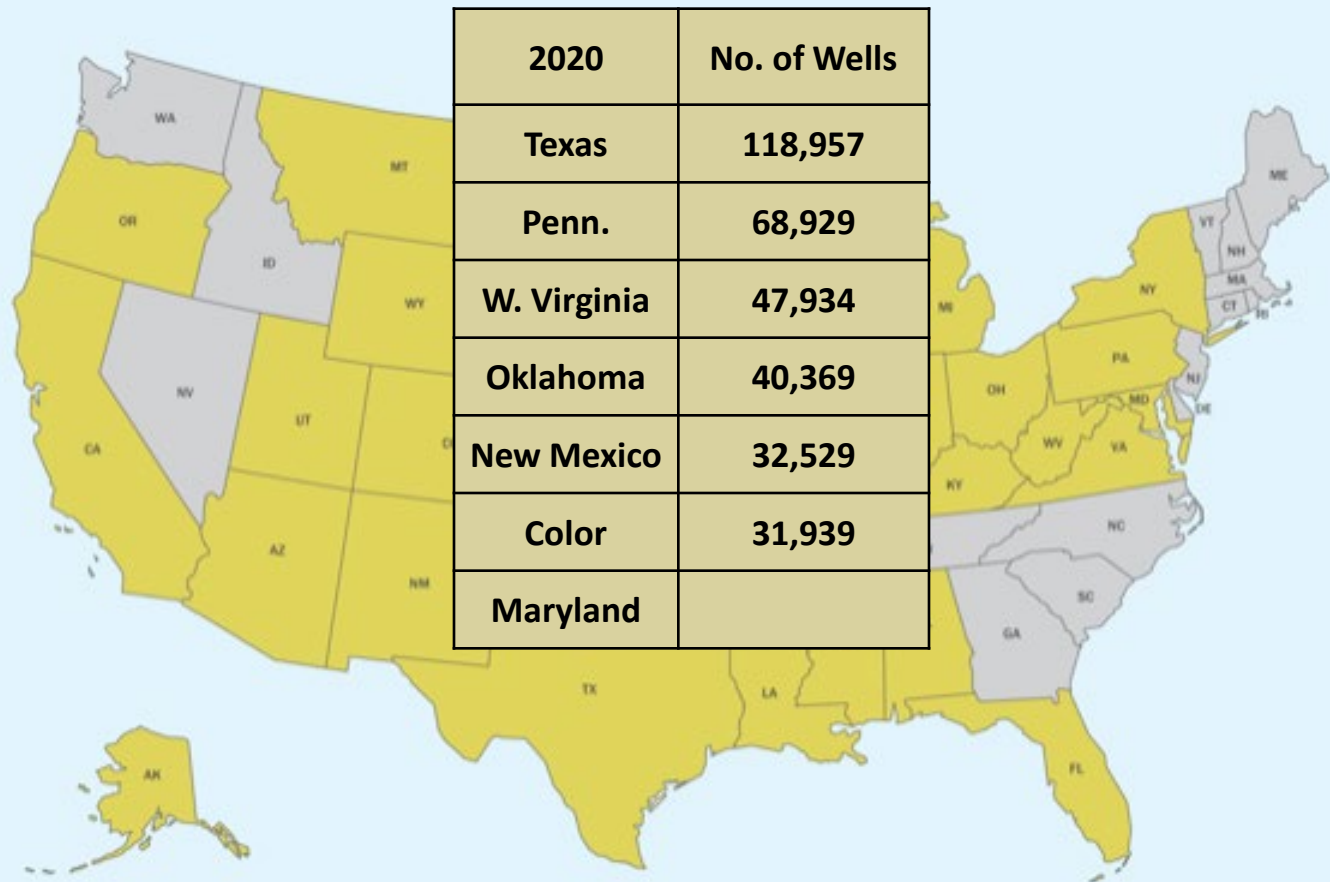 2020 No. of Wells
Texas 118,957
Penn. 68,929
W. Virginia 47,934
Oklahoma 40,369
New Mexico 32,529
Color 31,939
Maryland
WA
MT
ME
OR
VT
ID
NH
MA
WY
MI
NY
CT
RI
PA
NJ
NV
OH
MD
UT
DE
CA
WV
VA
KY
NC
AZ
NM
SC
GA
TX
LA
AK
FL